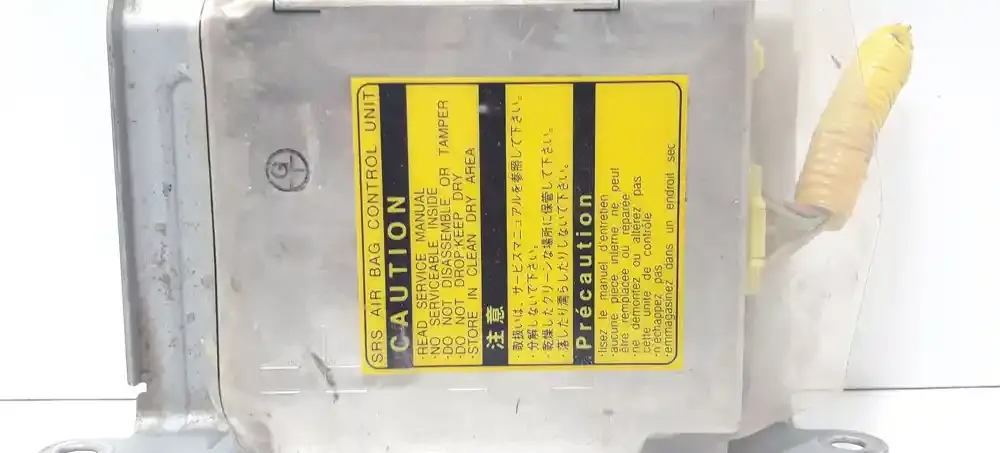 SRS AIR BAG CONTROL UNIT
CAUTION
·READ SERVICE MANUAL
·NO SERVICEABLE INSIDE
·DO NOT DISASSEMBLE OR TAMPER
·DO NOT DROP,KEEP DRY
·STORE IN CLEAN DRY AREA
注意
取扱いは、サービスマニュアルを参照して下さい。
·分解しないで下さい。
·乾燥したクリーンな場所に保管して下さい。
·落したり濡らしたりしないで下さい。
Précaution
·lisez le manuel d'entretien
·aucune pièce interne ne peut
être remplacée ou réparée
·ne démontez ou altérez pas
cette unité de contrôle
·n'échappez pas
·emmagasinez dans un endroit sec
G